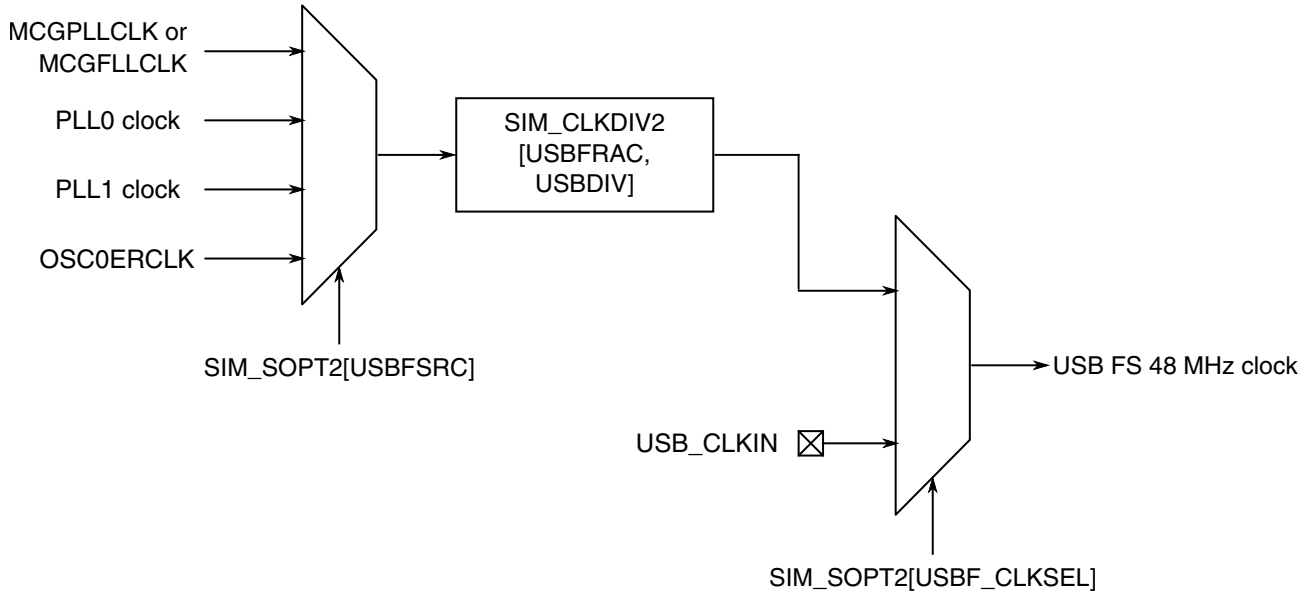 MCGPLLCLK or
MCGFLLCLK
PLL0 clock
PLL1 clock
OSC0ERCLK
SIM_SOPT2[USBFSRC]
SIM_CLKDIV2
[USBFRAC,
USBDIV]
USB_CLKIN
USB FS 48 MHz clock
SIM_SOPT2[USBF_CLKSEL]